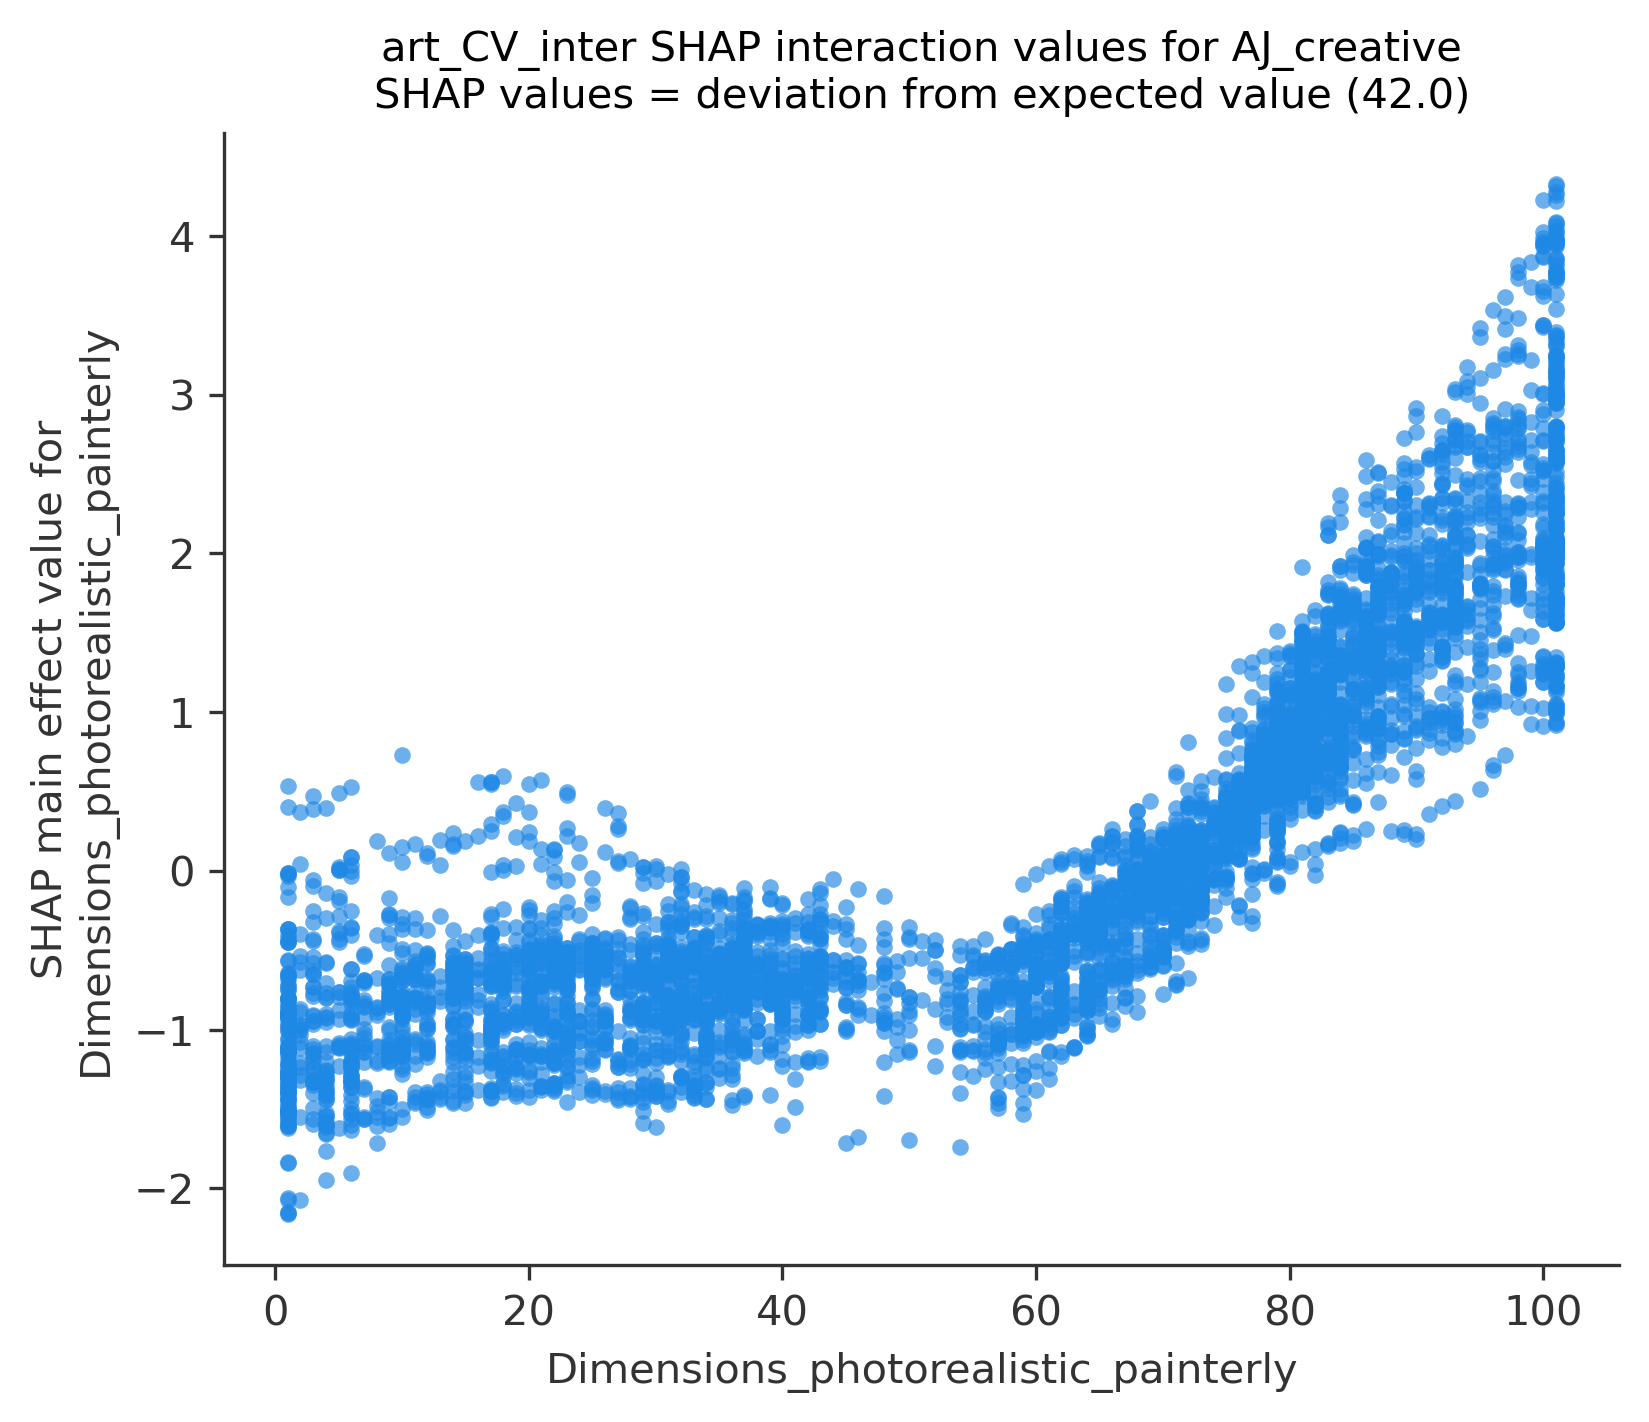 art_CV_inter SHAP interaction values for AJ_creative
SHAP values = deviation from expected value (42.0)
SHAP main effect value for
Dimensions_photorealistic_painterly
4
3
2
1
0
−1
−2
0 20 40 60 80 100
Dimensions_photorealistic_painterly